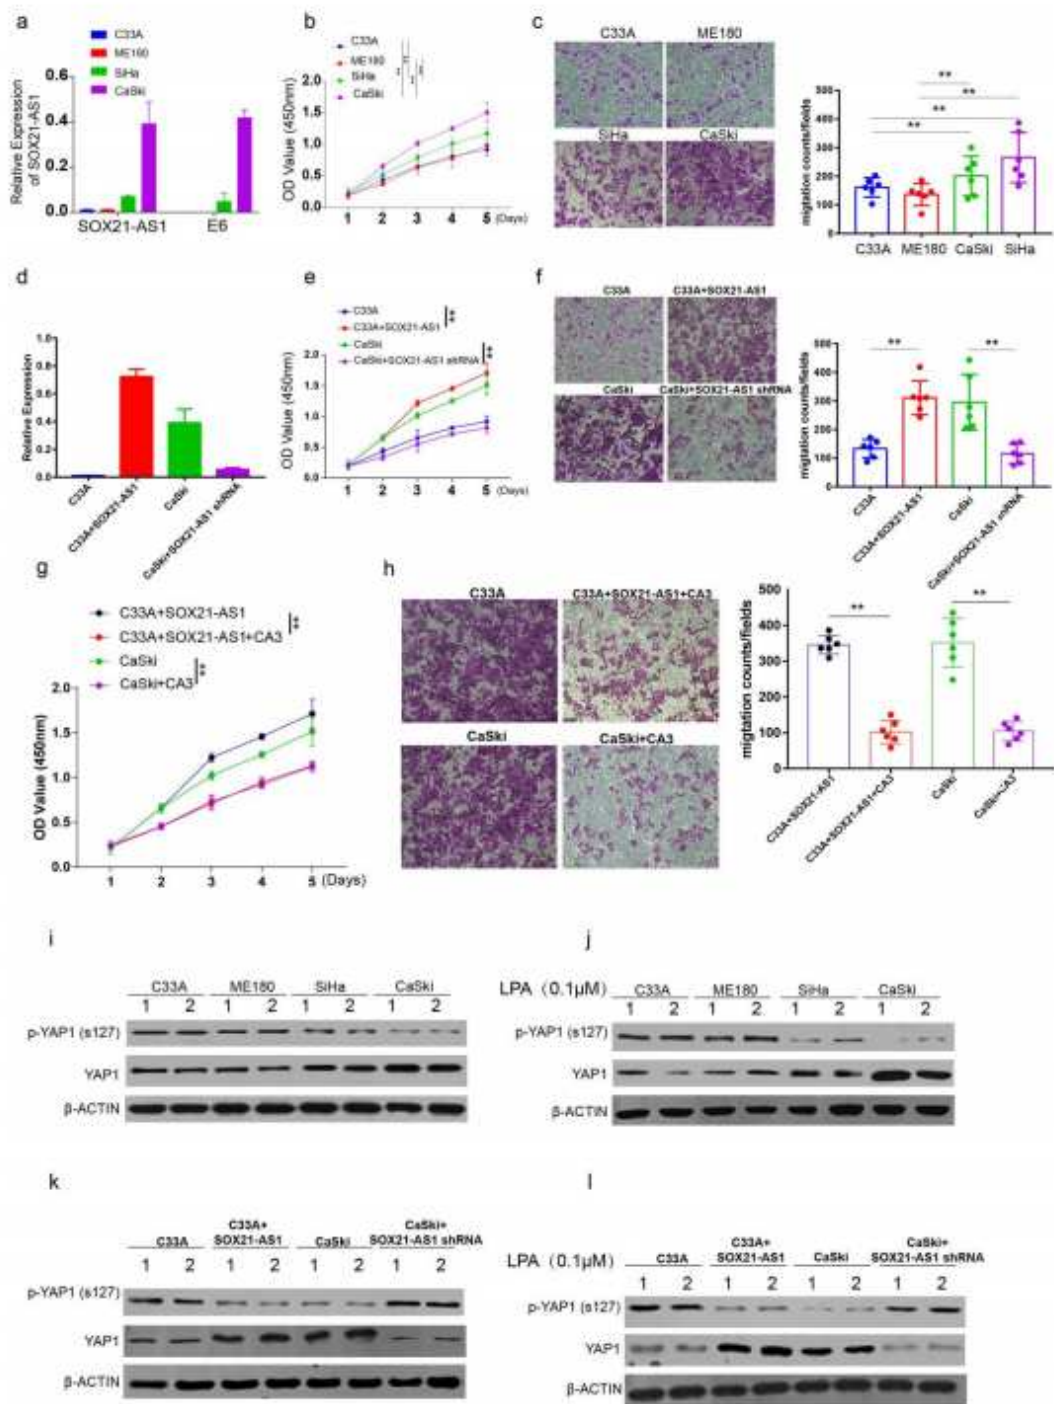 a
C33A
ME180
SiHa
CaSki
Relative Expression
of SOX21-AS1
0.6
0.4
0.2
0.0
SOX21-AS1 E6
b
C33A
ME180
SiHa
CaSki
OD Value (450nm)
2.0
1.5
1.0
0.5
0.0
1 2 3 4 5 (Days)
c
C33A ME180
SiHa CaSki
migtation counts/fields
500
400
300
200
100
0
**
**
**
**
C33A ME180 CaSki SiHa
d
Relative Expression
1.0
0.8
0.6
0.4
0.2
0.0
C33A
C33A+SOX21-AS1
CaSki
CaSki+SOX21-AS1 shRNA
e
C33A
C33A+SOX21-AS1
CaSki
CaSki+SOX21-AS1 shRNA
**
**
OD Value (450nm)
2.0
1.5
1.0
0.5
0.0
1 2 3 4 5 (Days)
f
C33A C33A+SOX21-AS1
CaSki CaSki+SOX21-AS1 shRNA
migtation counts/fields
500
400
300
200
100
0
** **
C33A
C33A+SOX21-AS1
CaSki
CaSki+SOX21-AS1 shRNA
g
C33A+SOX21-AS1
C33A+SOX21-AS1+CA3
CaSki
CaSki+CA3
**
**
OD Value (450nm)
2.0
1.5
1.0
0.5
0.0
1 2 3 4 5 (Days)
h
C33A C33A+SOX21-AS1+CA3
CaSki CaSki+CA3
migtation counts/fields
500
400
300
200
100
0
** **
C33A+SOX21-AS1
C33A+SOX21-AS1+CA3
CaSki
CaSki+CA3
i
C33A ME180 SiHa CaSki
1 2 1 2 1 2 1 2
p-YAP1 (s127)
YAP1
β-ACTIN
j
LPA（0.1μM） C33A ME180 SiHa CaSki
1 2 1 2 1 2 1 2
p-YAP1 (s127)
YAP1
β-ACTIN
k
C33A C33A+ SOX21-AS1 CaSki CaSki+ SOX21-AS1 shRNA
1 2 1 2 1 2 1 2
p-YAP1 (s127)
YAP1
β-ACTIN
l
LPA（0.1μM） C33A C33A+ SOX21-AS1 CaSki CaSki+ SOX21-AS1 shRNA
1 2 1 2 1 2 1 2
p-YAP1 (s127)
YAP1
β-ACTIN